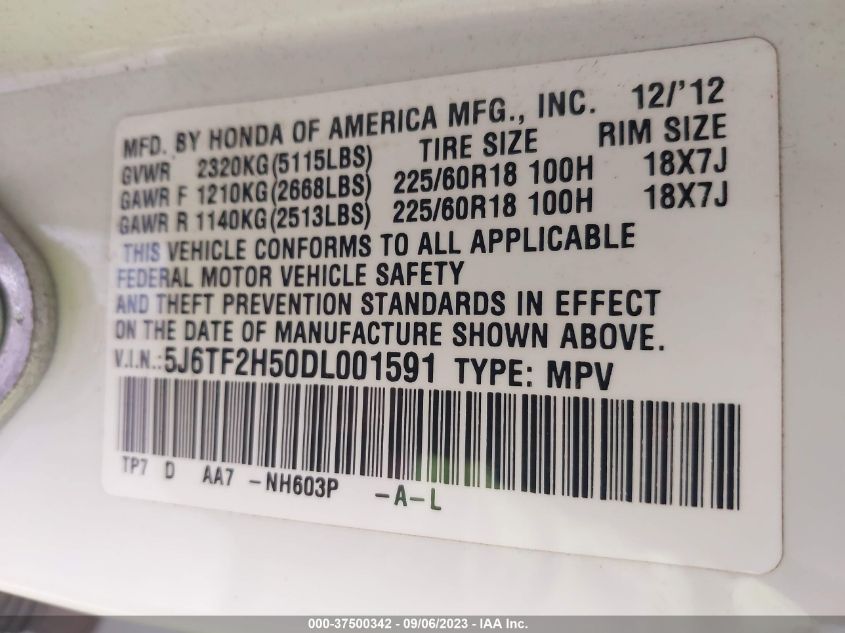 MFD. BY HONDA OF AMERICA MFG., INC. 12/'12
GVWR 2320KG(5115LBS) TIRE SIZE RIM SIZE
GAWR F 1210KG(2668LBS) 225/60R18 100H 18X7J
GAWR R 1140KG(2513LBS) 225/60R18 100H 18X7J
THIS VEHICLE CONFORMS TO ALL APPLICABLE
FEDERAL MOTOR VEHICLE SAFETY
AND THEFT PREVENTION STANDARDS IN EFFECT
ON THE DATE OF MANUFACTURE SHOWN ABOVE.
V.I.N.: 5J6TF2H50DL001591 TYPE: MPV
TP7 D AA7 -NH603P -A-L
000-37500342 - 09/06/2023 - IAA Inc.